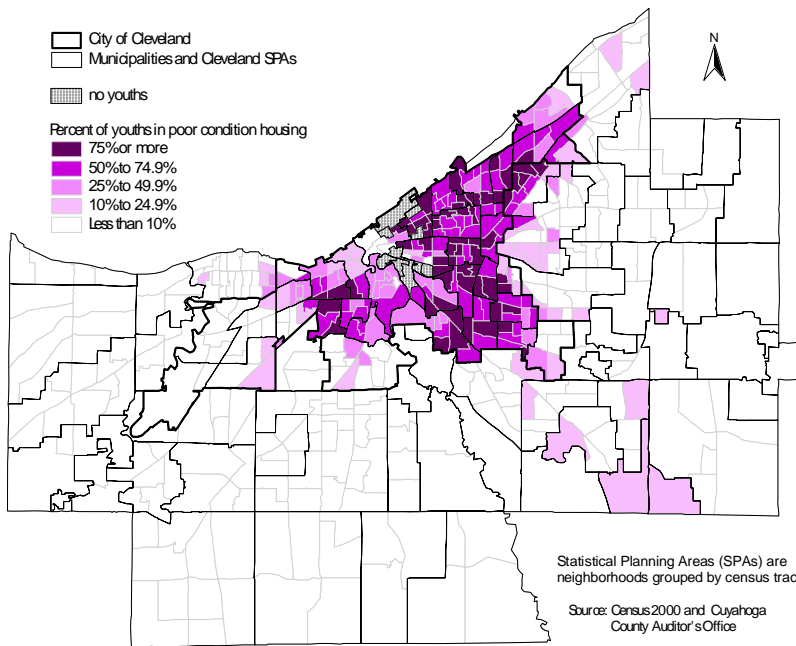 City of Cleveland
Municipalities and Cleveland SPAs
no youths
Percent of youths in poor condition housing
75% or more
50% to 74.9%
25% to 49.9%
10% to 24.9%
Less than 10%
N
Statistical Planning Areas (SPAs) are
neighborhoods grouped by census trac
Source: Census 2000 and Cuyahoga
County Auditor's Office